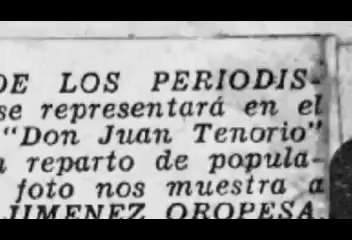 DE LOS PERIODIS-
se representará en el
"Don Juan Tenorio"
reparto de popula-
foto nos muestra a
JIMENEZ OROPESA